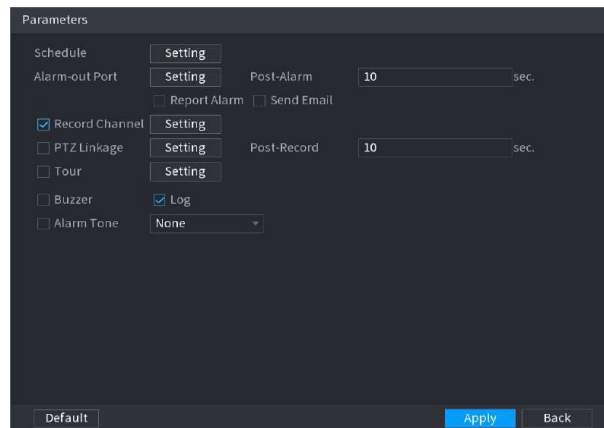 Parameters
Schedule Setting
Alarm-out Port Setting Post-Alarm 10 sec.
Report Alarm Send Email
Record Channel Setting
PTZ Linkage Setting Post-Record 10 sec.
Tour Setting
Buzzer Log
Alarm Tone None
Default Apply Back